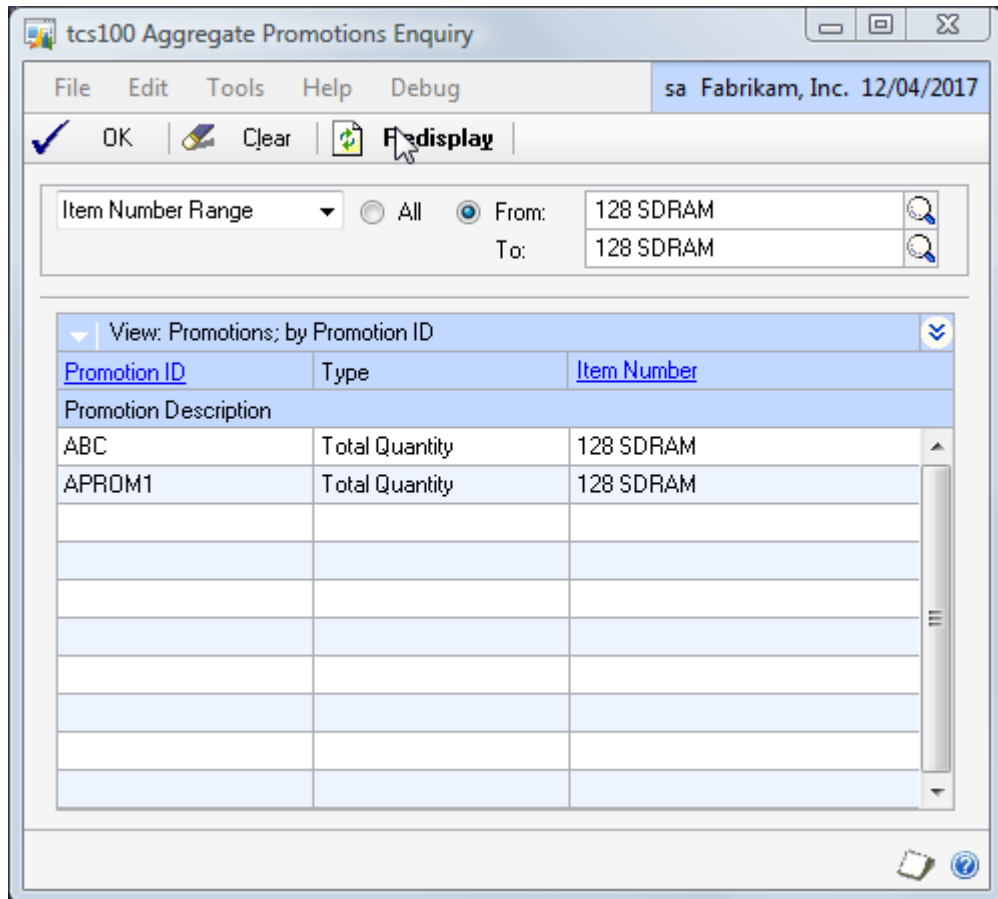 tcs100 Aggregate Promotions Enquiry
File Edit Tools Help Debug sa Fabrikam, Inc. 12/04/2017
OK Clear Redisplay
Item Number Range All From: 128 SDRAM
To: 128 SDRAM
View: Promotions; by Promotion ID
Promotion ID Type Item Number
Promotion Description
ABC Total Quantity 128 SDRAM
APROM1 Total Quantity 128 SDRAM